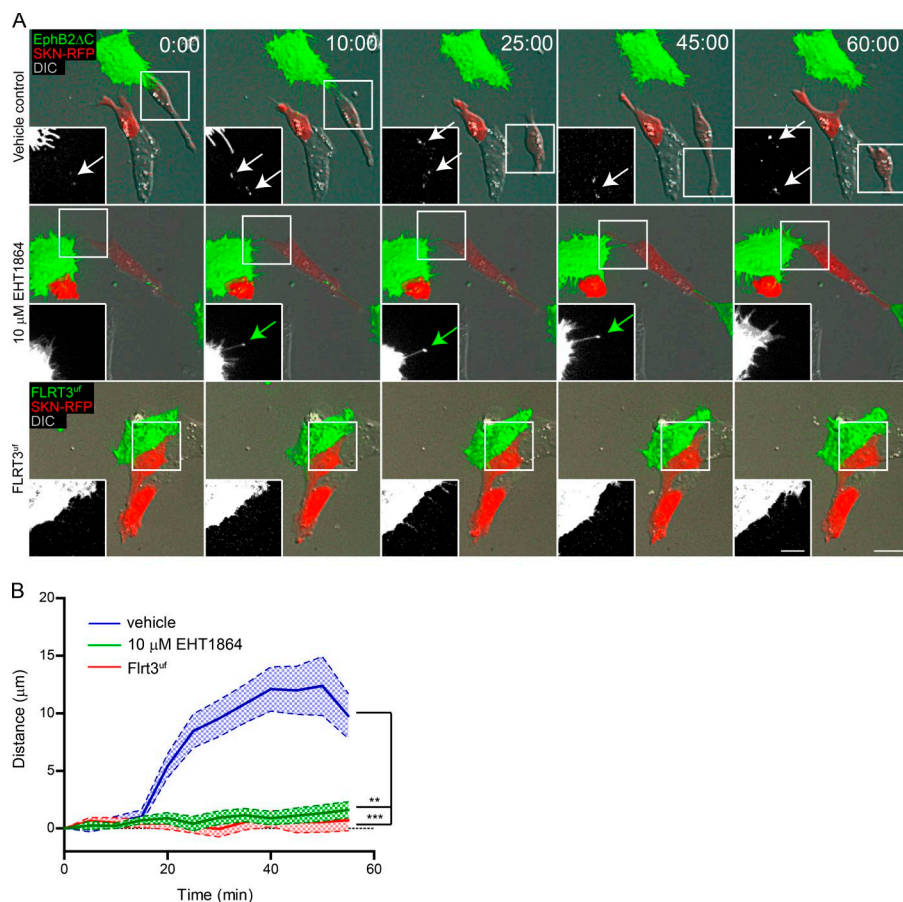 A
EphB2ΔC
SKN-RFP
DIC
0:00
10:00
25:00
45:00
60:00
Vehicle control
10 μM EHT1864
FLRT3uf
SKN-RFP
DIC
FLRT3uf
B
20
15
10
5
0
Distance (μm)
vehicle
10 μM EHT1864
Flrt3uf
**
***
0
20
40
60
Time (min)